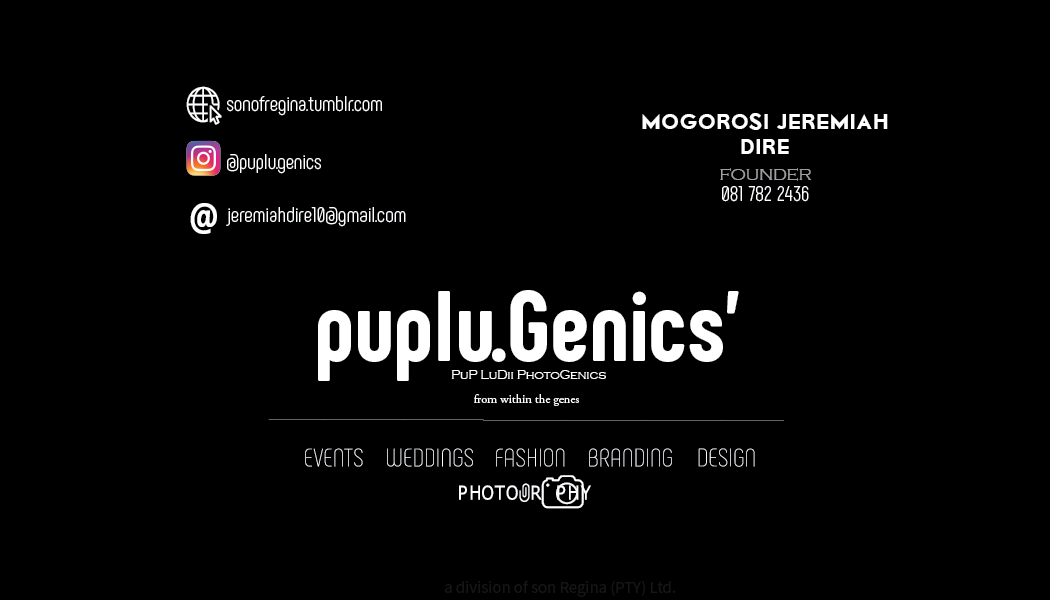 sonofregina.tumblr.com
@puplu.genics
@ jeremiahdire10@gmail.com
MOGOROSI JEREMIAH
DIRE
FOUNDER
081 782 2436
puplu.Genics'
PuP LuDii PhotoGenics
from within the genes
EVENTS WEDDINGS FASHION BRANDING DESIGN
a division of son Regina (PTY) Ltd.